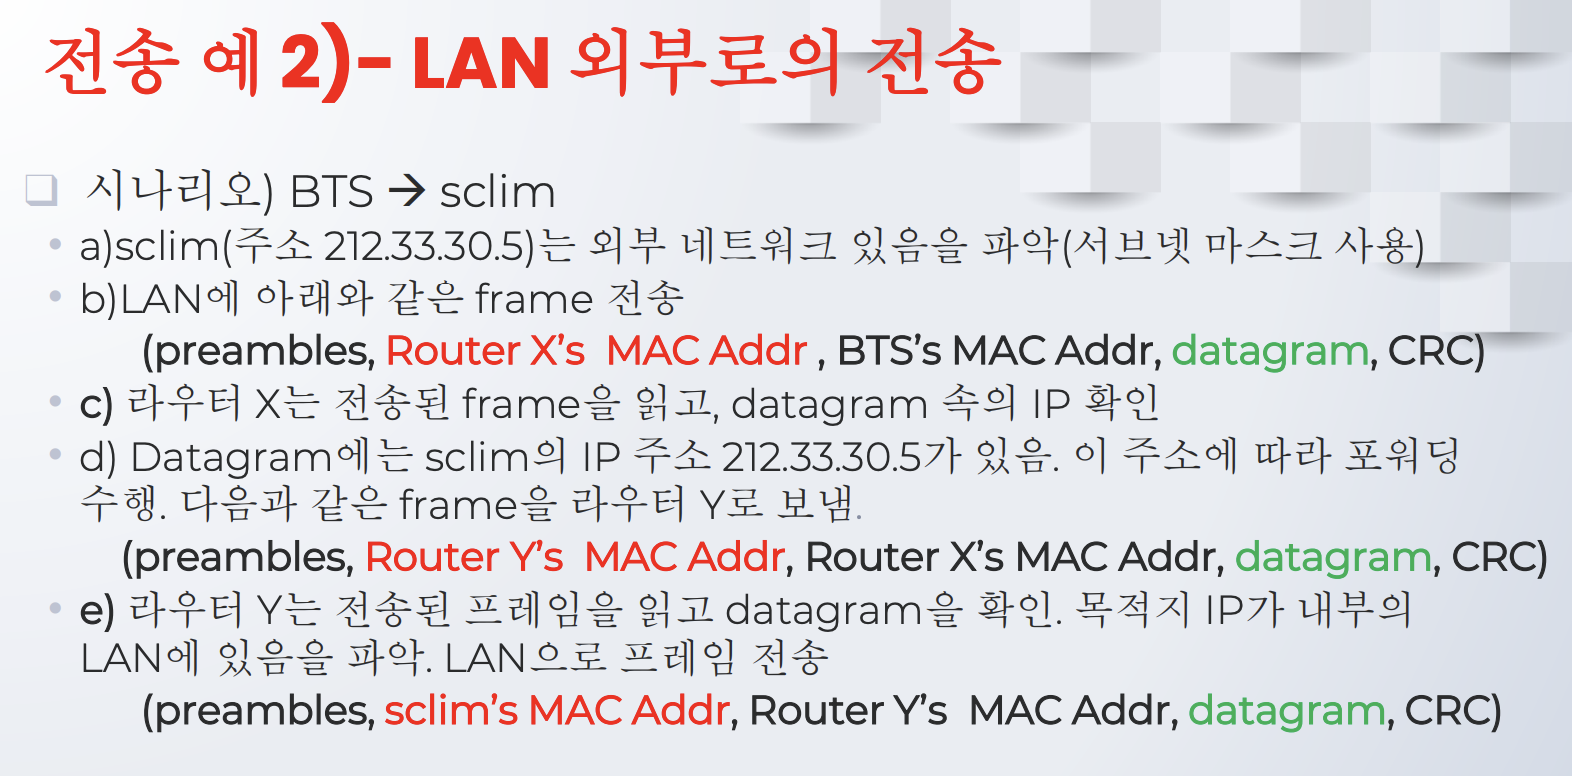 전송 예 2)- LAN 외부로의 전송
시나리오) BTS → sclim
a)sclim(주소 212.33.30.5)는 외부 네트워크 있음을 파악(서브넷 마스크 사용)
b)LAN에 아래와 같은 frame 전송
(preambles, Router X’s MAC Addr , BTS’s MAC Addr, datagram, CRC)
c) 라우터 X는 전송된 frame을 읽고, datagram 속의 IP 확인
d) Datagram에는 sclim의 IP 주소 212.33.30.5가 있음. 이 주소에 따라 포워딩
수행. 다음과 같은 frame을 라우터 Y로 보냄.
(preambles, Router Y’s MAC Addr, Router X’s MAC Addr, datagram, CRC)
e) 라우터 Y는 전송된 프레임을 읽고 datagram을 확인. 목적지 IP가 내부의
LAN에 있음을 파악. LAN으로 프레임 전송
(preambles, sclim’s MAC Addr, Router Y’s MAC Addr, datagram, CRC)